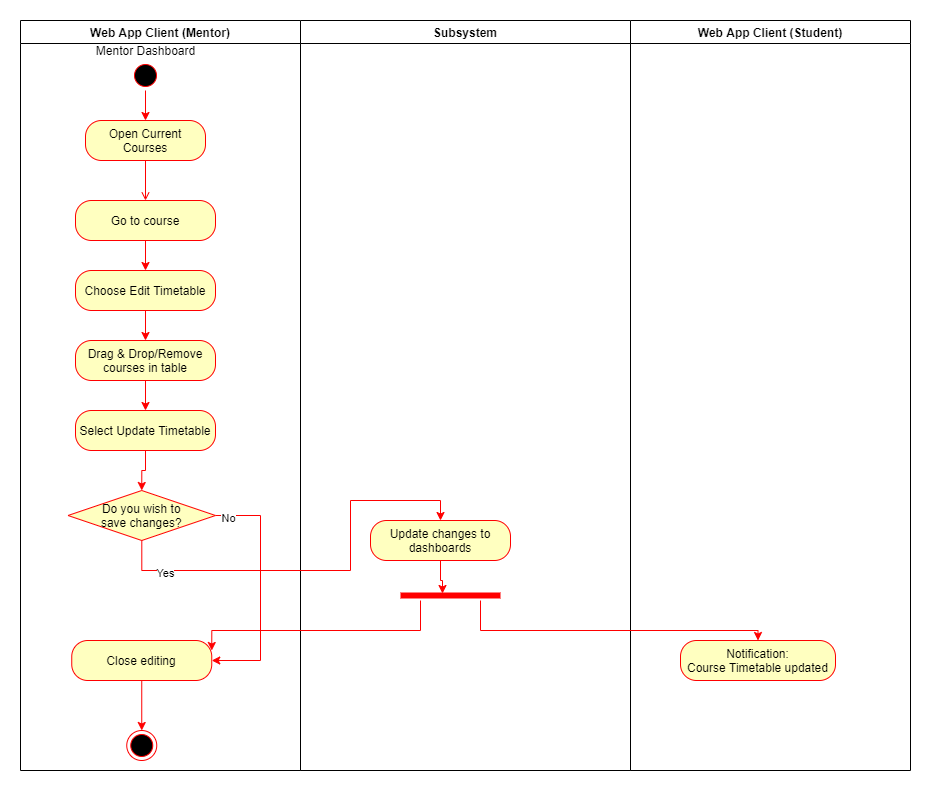 Web App Client (Mentor)
Subsystem
Web App Client (Student)
Mentor Dashboard
Open Current
Courses
Go to course
Choose Edit Timetable
Drag & Drop/Remove
courses in table
Select Update Timetable
Do you wish to
save changes?
No
Yes
Update changes to
dashboards
Close editing
Notification:
Course Timetable updated